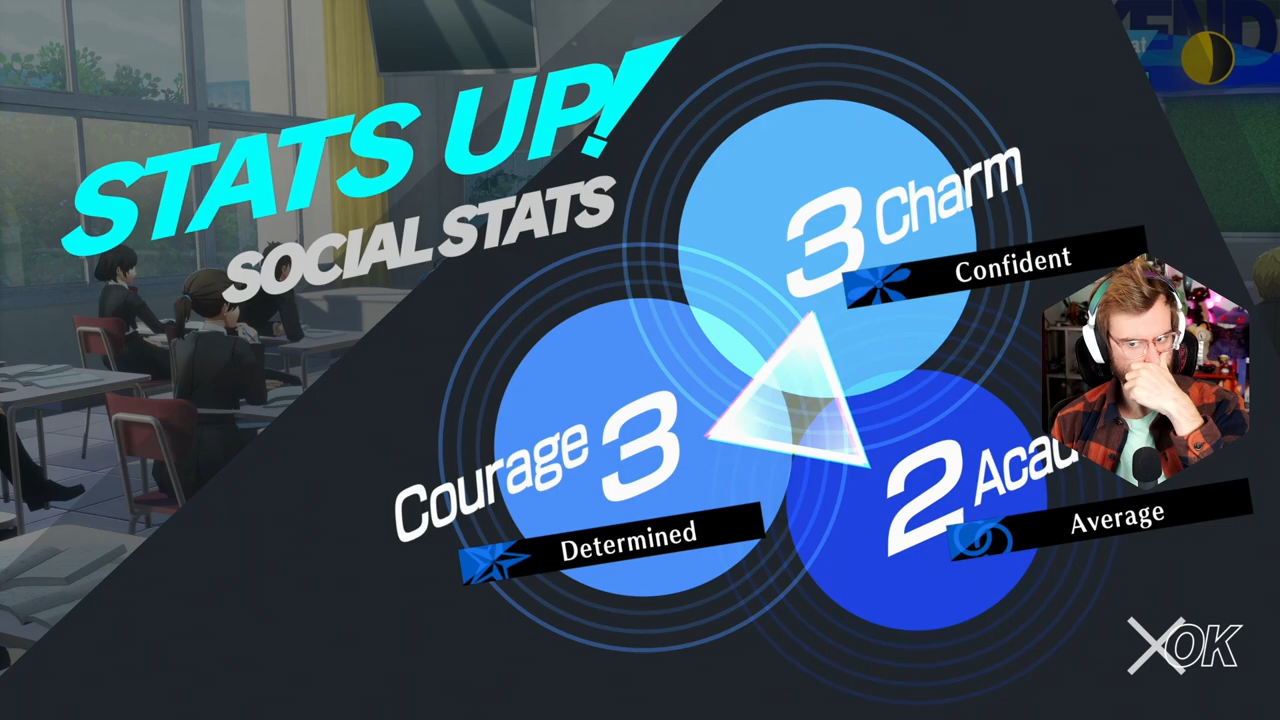 STATS UP!
SOCIAL STATS
3 Charm
Confident
Courage 3
Determined
2
Average
OK